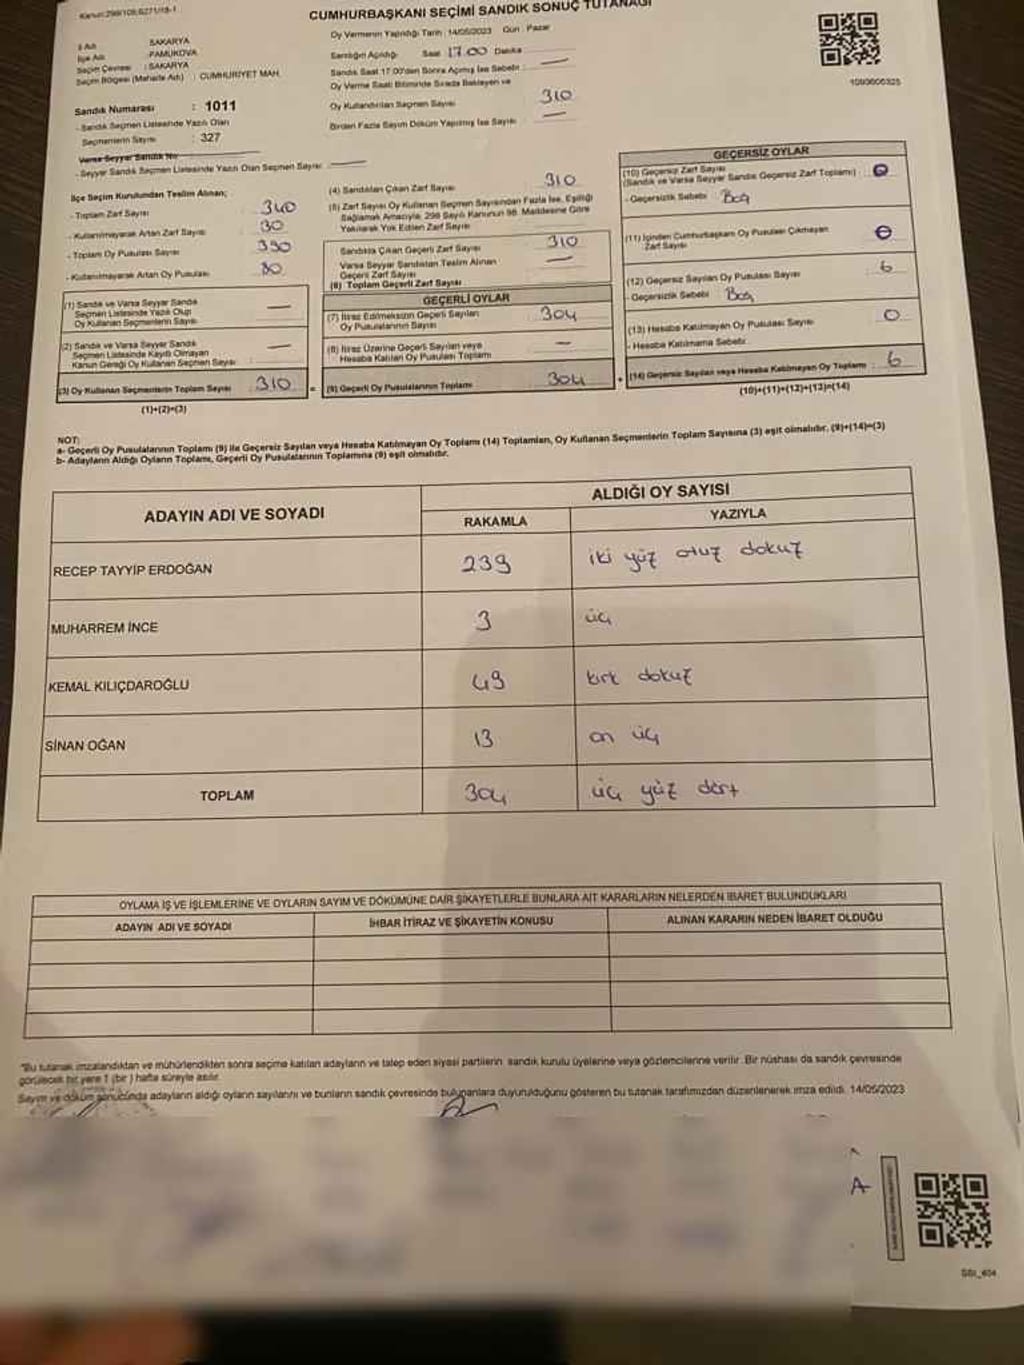 Kanun:298/105;6271/18-1
CUMHURBAŞKANI SEÇİMİ SANDIK SONUÇ TUTANAĞI
İl Adı : SAKARYA
İlçe Adı : PAMUKOVA
Seçim Çevresi : SAKARYA
Seçim Bölgesi (Mahalle Adı) : CUMHURİYET MAH.
Sandık Numarası : 1011
- Sandık Seçmen Listesinde Yazılı Olan
Seçmenlerin Sayısı : 327
Varsa Seyyar Sandık No
- Seyyar Sandık Seçmen Listesinde Yazılı Olan Seçmen Sayısı :
Oy Vermenin Yapıldığı Tarih : 14/05/2023 Gün : Pazar
Sandığın Açıldığı Saat 17.00 Dakika
Sandık Saat 17:00'den Sonra Açılmış İse Sebebi :
Oy Verme Saati Bitiminde Sırada Bekleyen ve
Oy Kullandırılan Seçmen Sayısı 310
Birden Fazla Sayım Döküm Yapılmış İse Sayısı :
İlçe Seçim Kurulundan Teslim Alınan;
- Toplam Zarf Sayısı 340
- Kullanılmayarak Artan Zarf Sayısı : 30
- Toplam Oy Pusulası Sayısı 390
- Kullanılmayarak Artan Oy Pusulası 80
(1) Sandık ve Varsa Seyyar Sandık
Seçmen Listesinde Yazılı Olup
Oy Kullanan Seçmenlerin Sayısı
(2) Sandık ve Varsa Seyyar Sandık
Seçmen Listesinde Kayıtlı Olmayan
Kanun Gereği Oy Kullanan Seçmen Sayısı
(3) Oy Kullanan Seçmenlerin Toplam Sayısı : 310 =
(1)+(2)=(3)
(4) Sandıktan Çıkan Zarf Sayısı 310
(5) Zarf Sayısı Oy Kullanan Seçmen Sayısından Fazla İse, Eşitliği
Sağlamak Amacıyla, 298 Sayılı Kanunun 98. Maddesine Göre
Yakılarak Yok Edilen Zarf Sayısı
Sandıkta Çıkan Geçerli Zarf Sayısı 310
Varsa Seyyar Sandıktan Teslim Alınan
Geçerli Zarf Sayısı
(6) Toplam Geçerli Zarf Sayısı
GEÇERLİ OYLAR
(7) İtiraz Edilmeksizin Geçerli Sayılan
Oy Pusulalarının Sayısı 304
(8) İtiraz Üzerine Geçerli Sayılan veya
Hesaba Katılan Oy Pusulası Toplamı
(9) Geçerli Oy Pusulalarının Toplamı 304 +
GEÇERSİZ OYLAR
(10) Geçersiz Zarf Sayısı
(Sandık ve Varsa Seyyar Sandık Geçersiz Zarf Toplamı)
- Geçersizlik Sebebi : Boş
(11) İçinden Cumhurbaşkanı Oy Pusulası Çıkmayan
Zarf Sayısı
(12) Geçersiz Sayılan Oy Pusulası Sayısı 6
- Geçersizlik Sebebi Boş
(13) Hesaba Katılmayan Oy Pusulası Sayısı 0
- Hesaba Katılmama Sebebi
(14) Geçersiz Sayılan veya Hesaba Katılmayan Oy Toplamı : 6
(10)+(11)+(12)+(13)=(14)
NOT:
a- Geçerli Oy Pusulalarının Toplamı (9) ile Geçersiz Sayılan veya Hesaba Katılmayan Oy Toplamı (14) Toplamları, Oy Kullanan Seçmenlerin Toplam Sayısına (3) eşit olmalıdır. (9)+(14)=(3)
b- Adayların Aldığı Oyların Toplamı, Geçerli Oy Pusulalarının Toplamına (9) eşit olmalıdır.
ADAYIN ADI VE SOYADI
ALDIĞI OY SAYISI
RAKAMLA YAZIYLA
RECEP TAYYİP ERDOĞAN 239 iki yüz otuz dokuz
MUHARREM İNCE 3 üç
KEMAL KILIÇDAROĞLU 49 kırk dokuz
SİNAN OĞAN 13 on üç
TOPLAM 304 üç yüz dört
OYLAMA İŞ VE İŞLEMLERİNE VE OYLARIN SAYIM VE DÖKÜMÜNE DAİR ŞİKAYETLERLE BUNLARA AİT KARARLARIN NELERDEN İBARET BULUNDUKLARI
ADAYIN ADI VE SOYADI İHBAR İTİRAZ VE ŞİKAYETİN KONUSU ALINAN KARARIN NEDEN İBARET OLDUĞU
"Bu tutanak imzalandıktan ve mühürlendikten sonra seçime katılan adayların ve talep eden siyasi partilerin sandık kurulu üyelerine veya gözlemcilerine verilir. Bir nüshası da sandık çevresinde
görülecek bir yere 1 (bir) hafta süreyle asılır.
Sayım ve döküm sonucunda adayların aldığı oyların sayılarını ve bunların sandık çevresinde bulunanlara duyurulduğunu gösteren bu tutanak tarafımızdan düzenlenerek imza edildi. 14/05/2023
A